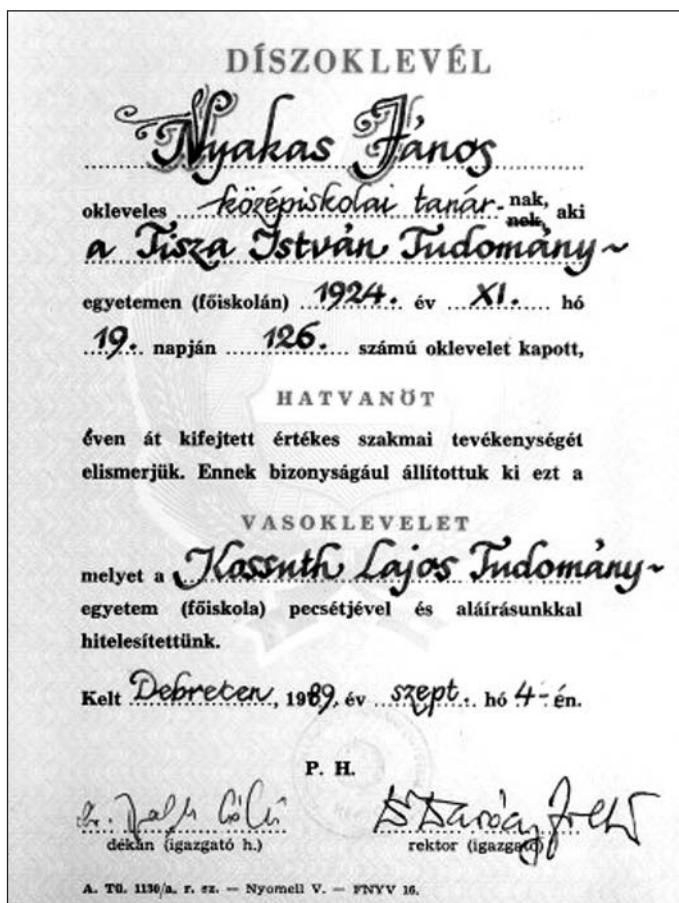 DÍSZOKLEVÉL
Nyakas János
okleveles középiskolai tanár-nak, nek, aki
a Tisza István Tudomány~
egyetemen (főiskolán) 1924. év XI. hó
19. napján 126. számú oklevelet kapott,
HATVANÖT
éven át kifejtett értékes szakmai tevékenységét
elismerjük. Ennek bizonyságául állítottuk ki ezt a
VASOKLEVELET
melyet a Kossuth Lajos Tudomány~
egyetem (főiskola) pecsétjével és aláírásunkkal
hitelesítettünk.
Kelt Debrecen, 1989. év szept. hó 4-én.
P. H.
dékán (igazgató h.) rektor (igazgató)
A. Tü. 1130/a. r. sz. — Nyomell V. — FNYV 16.